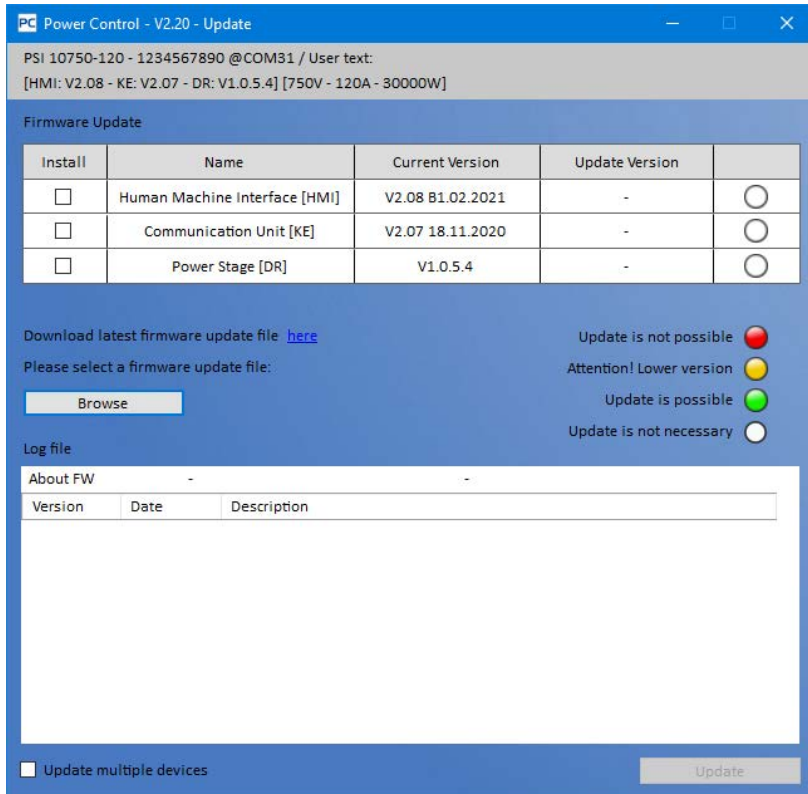 PC Power Control - V2.20 - Update
PSI 10750-120 - 1234567890 @COM31 / User text:
[HMI: V2.08 - KE: V2.07 - DR: V1.0.5.4] [750V - 120A - 30000W]
Firmware Update
Install Name Current Version Update Version
Human Machine Interface [HMI] V2.08 B1.02.2021 -
Communication Unit [KE] V2.07 18.11.2020 -
Power Stage [DR] V1.0.5.4 -
Download latest firmware update file here
Update is not possible
Please select a firmware update file:
Attention! Lower version
Browse
Update is possible
Update is not necessary
Log file
About FW - -
Version Date Description
Update multiple devices
Update